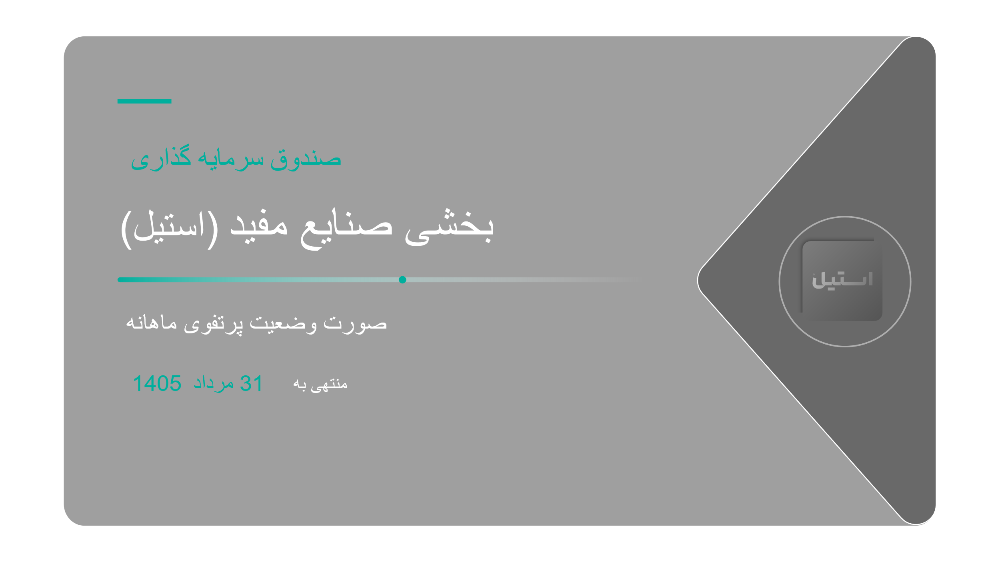 صندوق سرمایه گذاری
بخشی صنایع مفید (استیل)
استیل
صورت وضعیت پرتفوی ماهانه
منتهی به 31 مرداد 1405